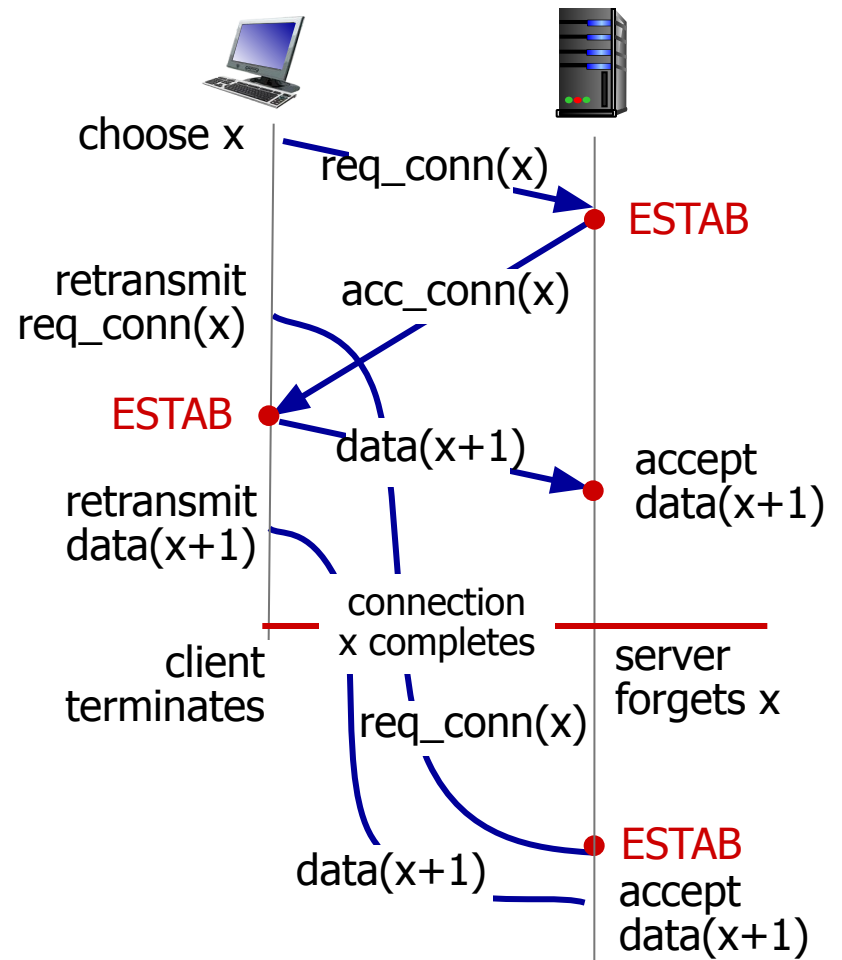 choose x
req_conn(x)
ESTAB
retransmit
req_conn(x)
acc_conn(x)
ESTAB
data(x+1)
accept
data(x+1)
retransmit
data(x+1)
connection
x completes
client
terminates
server
forgets x
req_conn(x)
ESTAB
data(x+1)
accept
data(x+1)